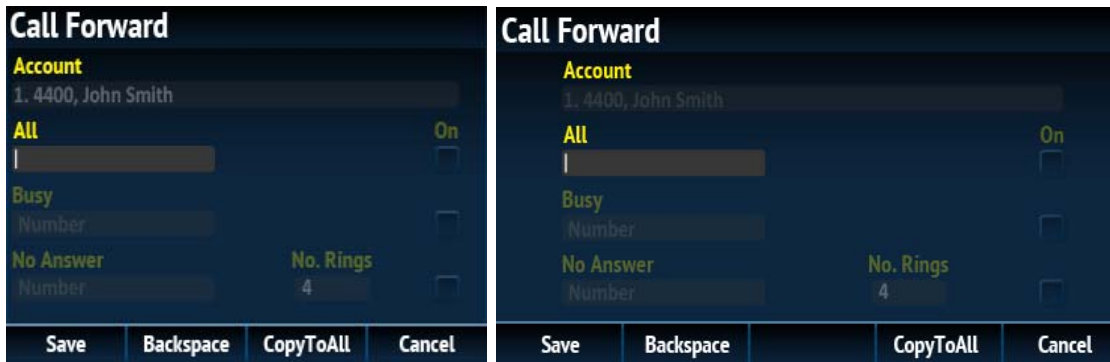 Call Forward
Account
1. 4400, John Smith
All On
Busy
Number
No Answer No. Rings
Number 4
Save Backspace CopyToAll Cancel
Call Forward
Account
1. 4400, John Smith
All On
Busy
Number
No Answer No. Rings
Number 4
Save Backspace CopyToAll Cancel